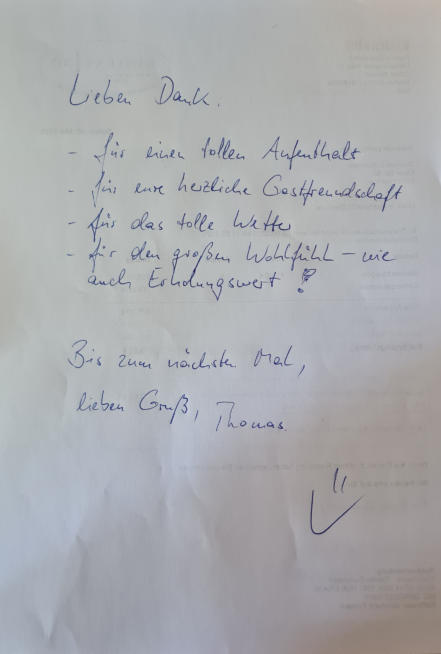 Lieben Dank.
- für einen tollen Aufenthalt
- für eure herzliche Gastfreundschaft
- für das tolle Wetter
- für den großen Wohlfühl – wie
auch Erholungswert !
Bis zum nächsten Mal,
lieben Gruß, Thomas